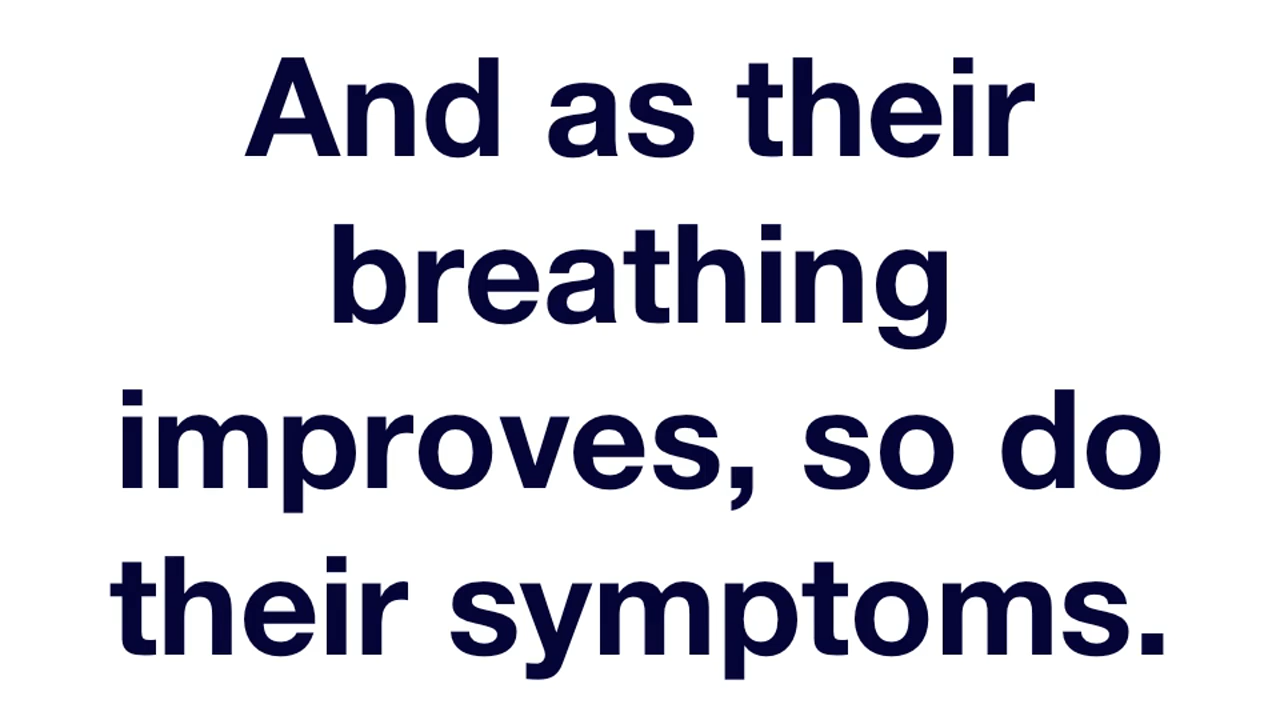 And as their
breathing
improves, so do
their symptoms.